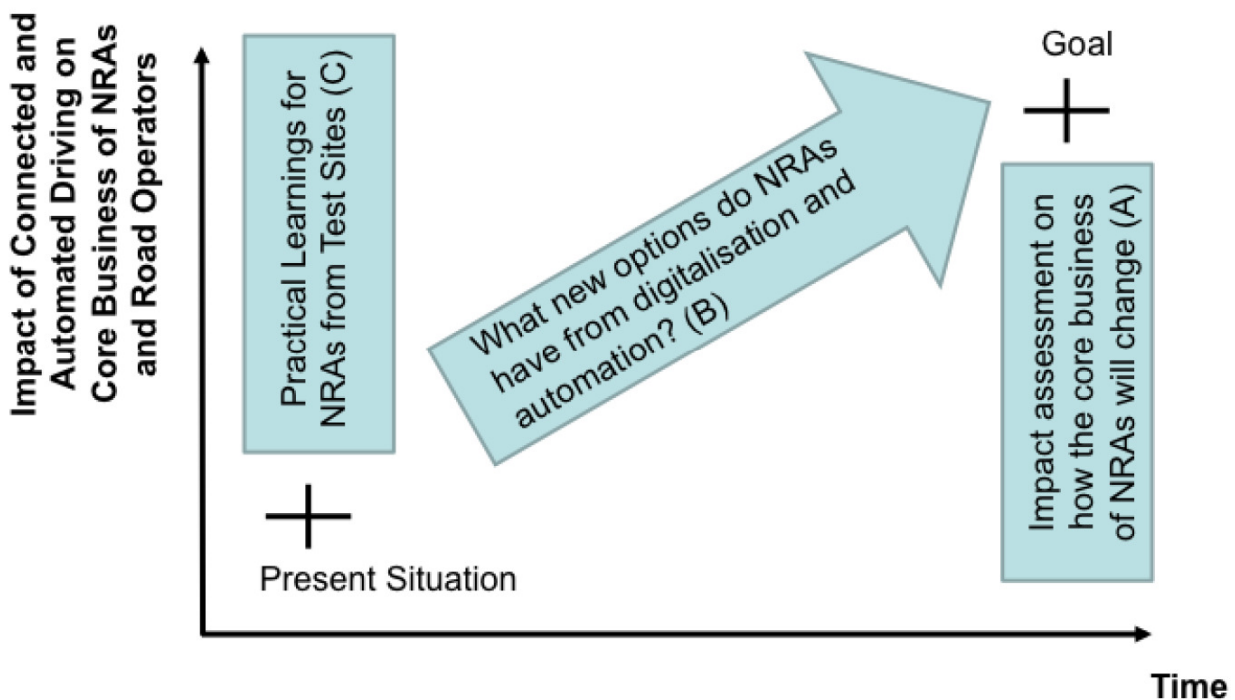 Impact of Connected and
Automated Driving on
Core Business of NRAs
and Road Operators
Practical Learnings for
NRAs from Test Sites (C)
Present Situation
What new options do NRAs
have from digitalisation and
automation? (B)
Goal
Impact assessment on
how the core business
of NRAs will change (A)
Time